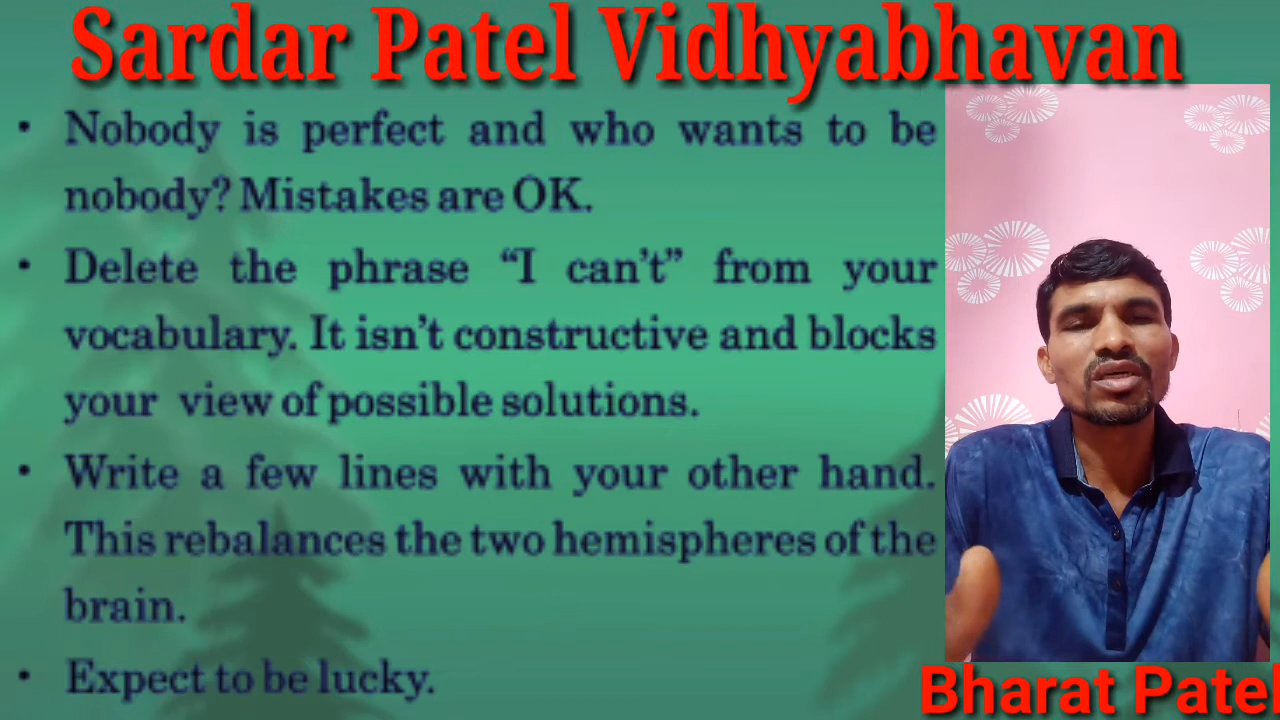 Sardar Patel Vidhyabhavan
• Nobody is perfect and who wants to be
nobody? Mistakes are OK.
• Delete the phrase “I can’t” from your
vocabulary. It isn’t constructive and blocks
your view of possible solutions.
• Write a few lines with your other hand.
This rebalances the two hemispheres of the
brain.
• Expect to be lucky.
Bharat Patel